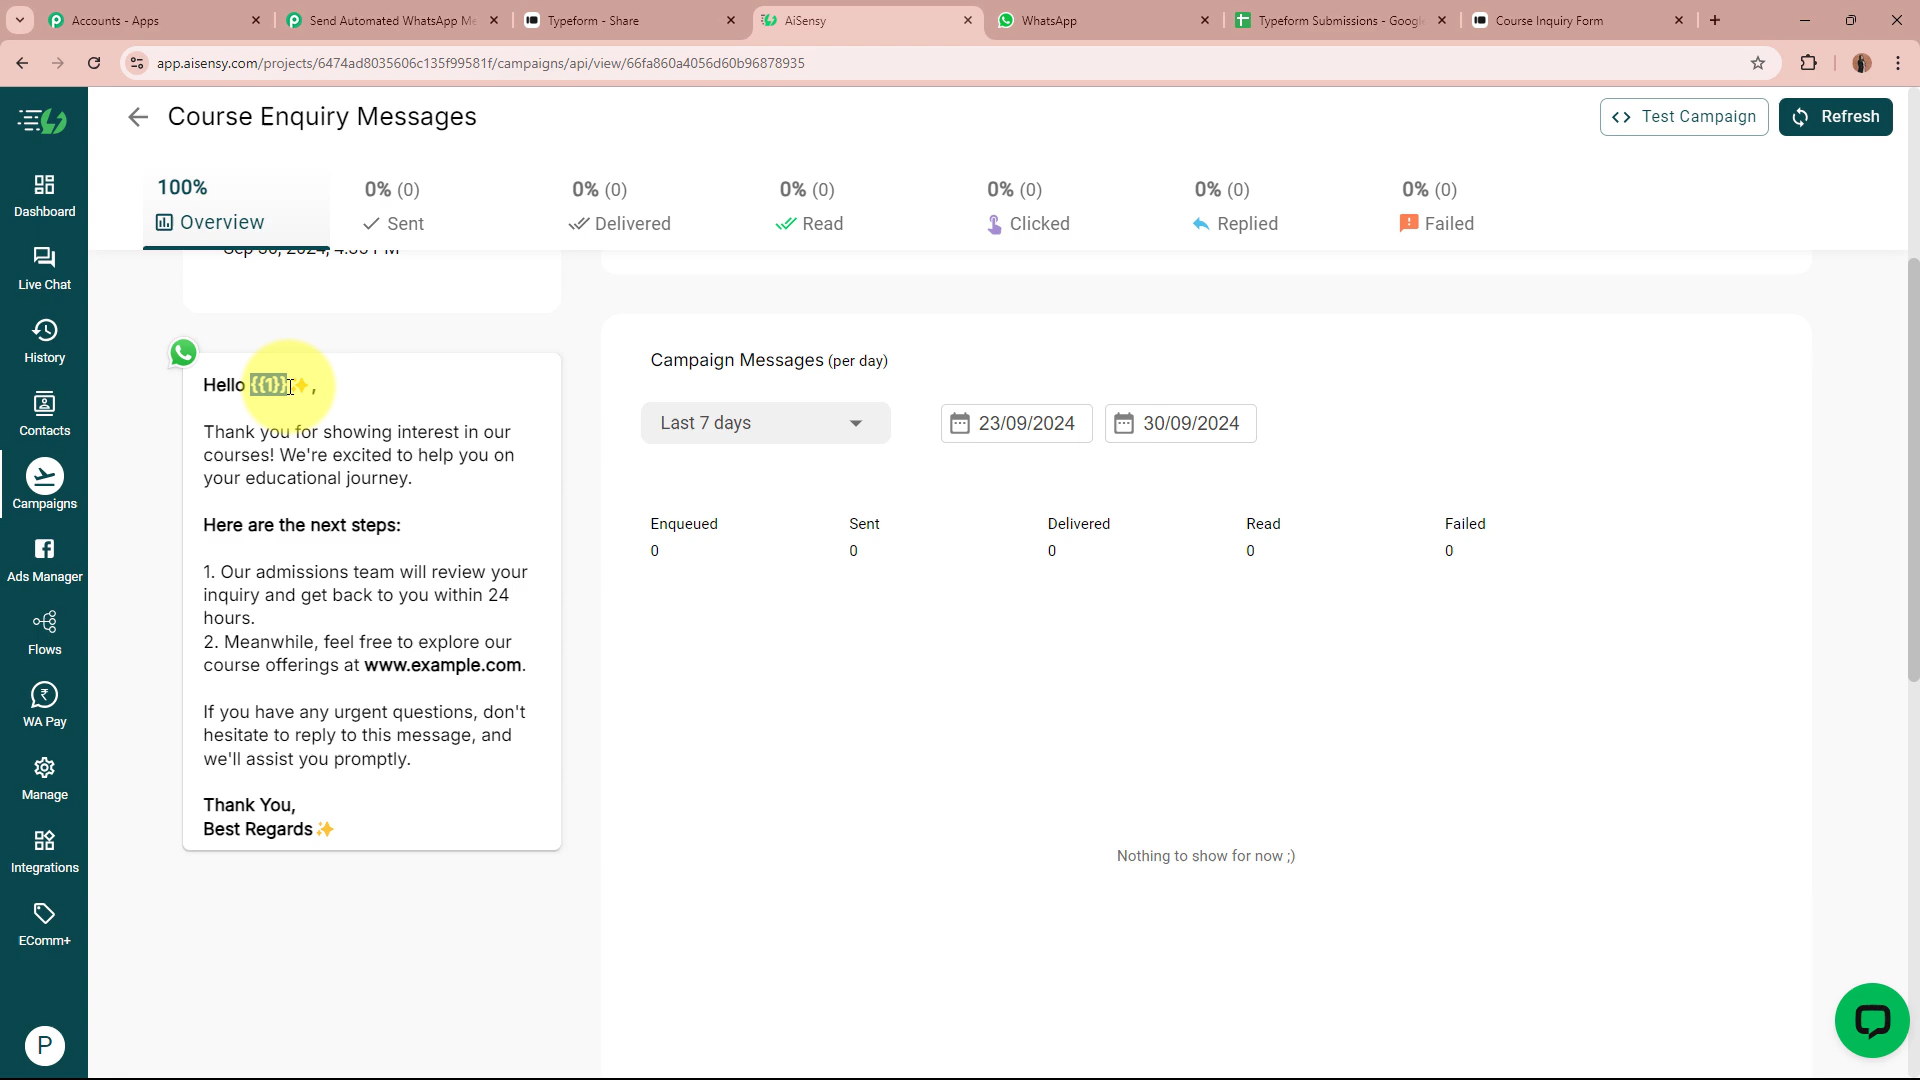 Accounts - Apps
Send Automated WhatsApp Me
Typeform - Share
AiSensy
WhatsApp
Typeform Submissions - Google
Course Inquiry Form
app.aisensy.com/projects/6474ad8035606c135f99581f/campaigns/api/view/66fa860a4056d60b96878935
Course Enquiry Messages
<> Test Campaign
Refresh
100%
Overview
0% (0)
Sent
0% (0)
Delivered
0% (0)
Read
0% (0)
Clicked
0% (0)
Replied
0% (0)
Failed
Dashboard
Live Chat
History
Contacts
Campaigns
Ads Manager
Flows
WA Pay
Manage
Integrations
EComm+
P
Sep 30, 2024, 4:35 PM
Hello {{1}}✨,
Thank you for showing interest in our
courses! We're excited to help you on
your educational journey.
Here are the next steps:
1. Our admissions team will review your
inquiry and get back to you within 24
hours.
2. Meanwhile, feel free to explore our
course offerings at www.example.com.
If you have any urgent questions, don't
hesitate to reply to this message, and
we'll assist you promptly.
Thank You,
Best Regards✨
Campaign Messages (per day)
Last 7 days
23/09/2024
30/09/2024
Enqueued
0
Sent
0
Delivered
0
Read
0
Failed
0
Nothing to show for now ;)